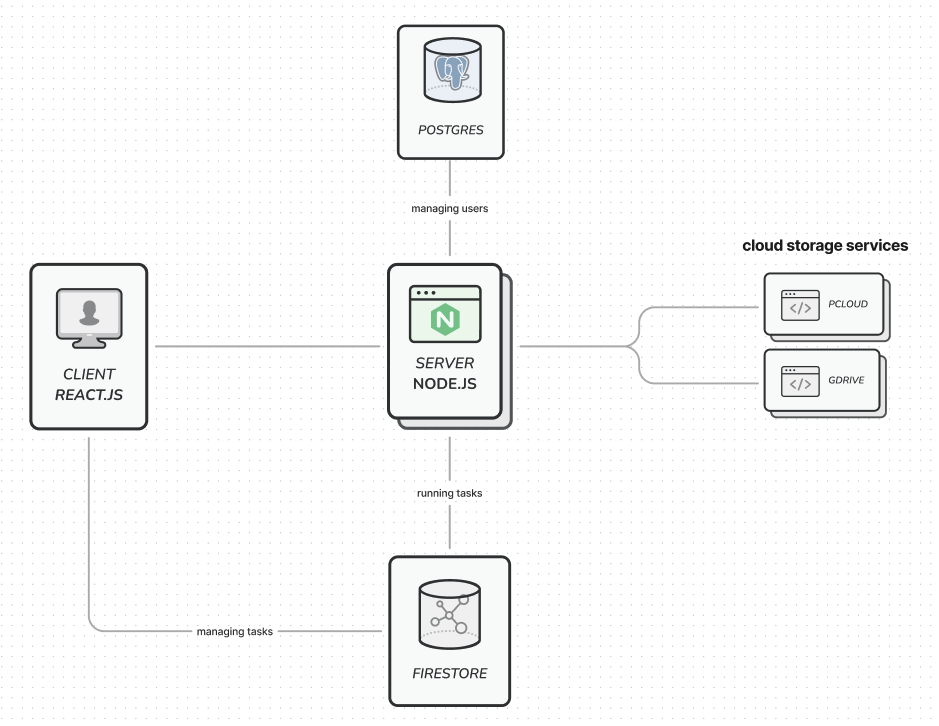 POSTGRES
managing users
cloud storage services
PCLOUD
GDRIVE
CLIENT
REACT.JS
N
SERVER
NODE.JS
running tasks
managing tasks
FIRESTORE